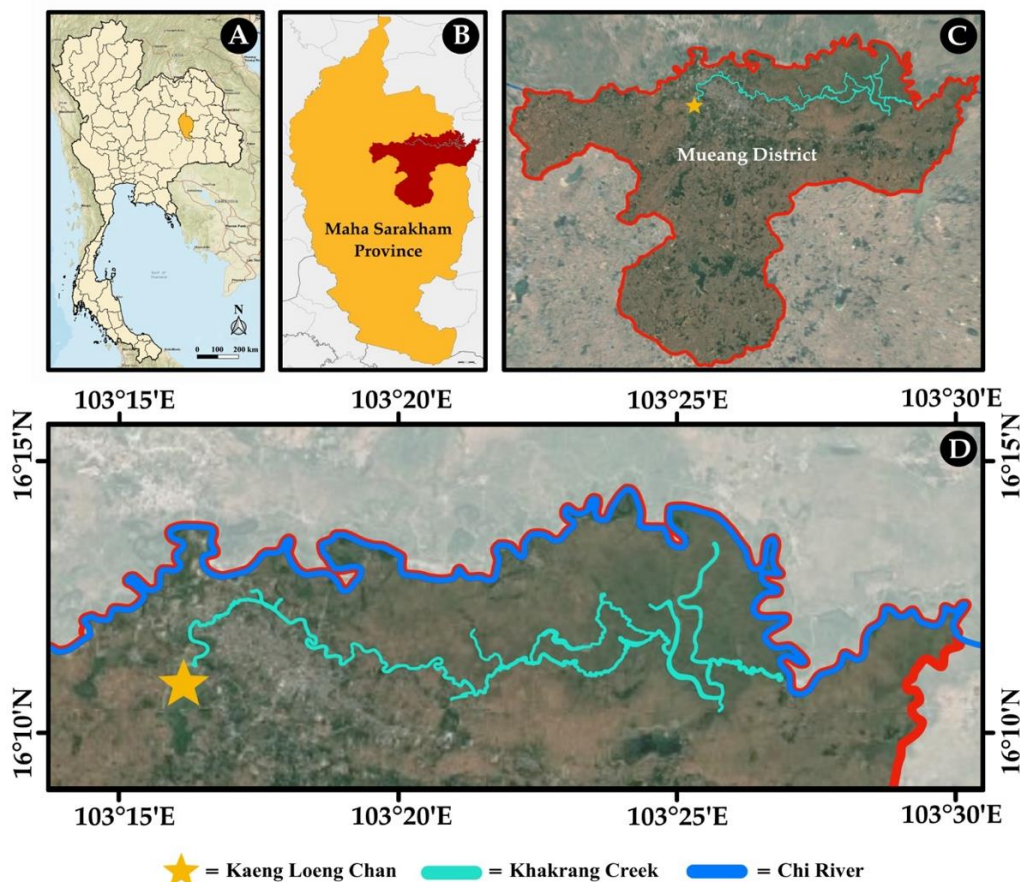 A
B
C
N
0 100 200 km
Maha Sarakham
Province
Mueang District
103°15'E 103°20'E 103°25'E 103°30'E
D
16°15'N 16°15'N
16°10'N 16°10'N
103°15'E 103°20'E 103°25'E 103°30'E
= Kaeng Loeng Chan = Khakrang Creek = Chi River